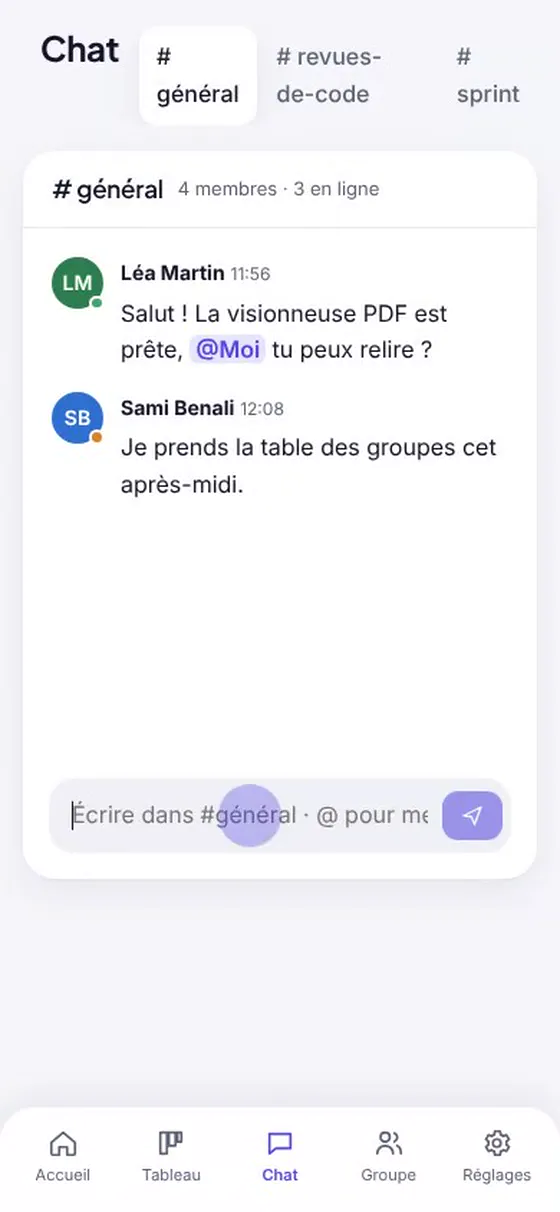 Chat
# général
# revues-de-code
# sprint
# général 4 membres · 3 en ligne
LM
Léa Martin 11:56
Salut ! La visionneuse PDF est
prête, @Moi tu peux relire ?
SB
Sami Benali 12:08
Je prends la table des groupes cet
après-midi.
Écrire dans #général · @ pour me
Accueil
Tableau
Chat
Groupe
Réglages